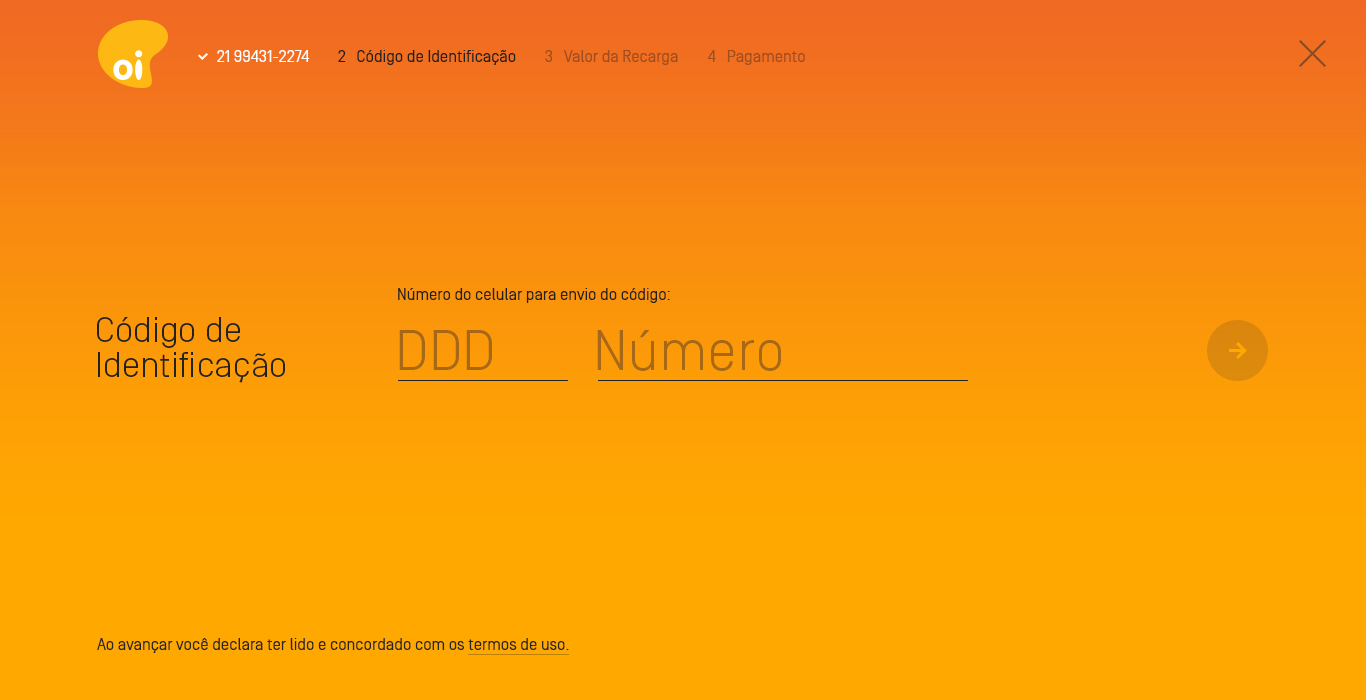 oi
21 99431-2274 2 Código de Identificação 3 Valor da Recarga 4 Pagamento
Número do celular para envio do código:
Código de
Identificação
DDD Número
Ao avançar você declara ter lido e concordado com os termos de uso.